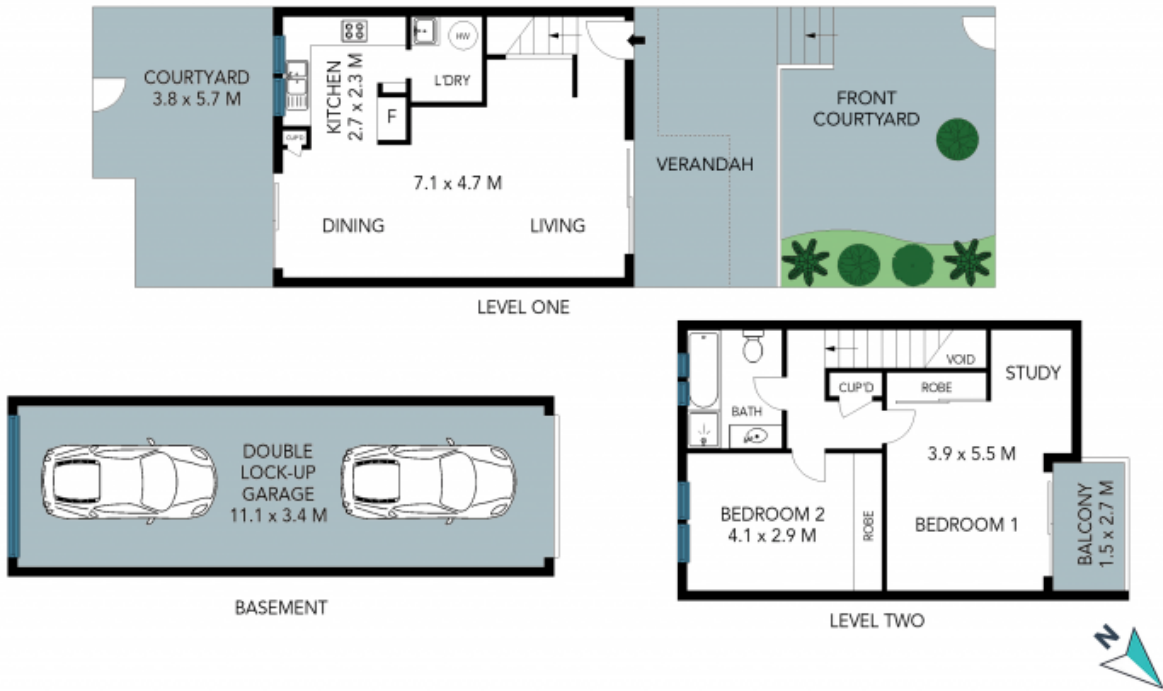 COURTYARD
3.8 x 5.7 M
KITCHEN
2.7 x 2.3 M
HW
L'DRY
F
CUP'D
7.1 x 4.7 M
DINING
LIVING
VERANDAH
FRONT
COURTYARD
LEVEL ONE
DOUBLE
LOCK-UP
GARAGE
11.1 x 3.4 M
BASEMENT
BATH
VOID
CUP'D
ROBE
STUDY
3.9 x 5.5 M
BEDROOM 1
BEDROOM 2
4.1 x 2.9 M
ROBE
BALCONY
1.5 x 2.7 M
LEVEL TWO
N